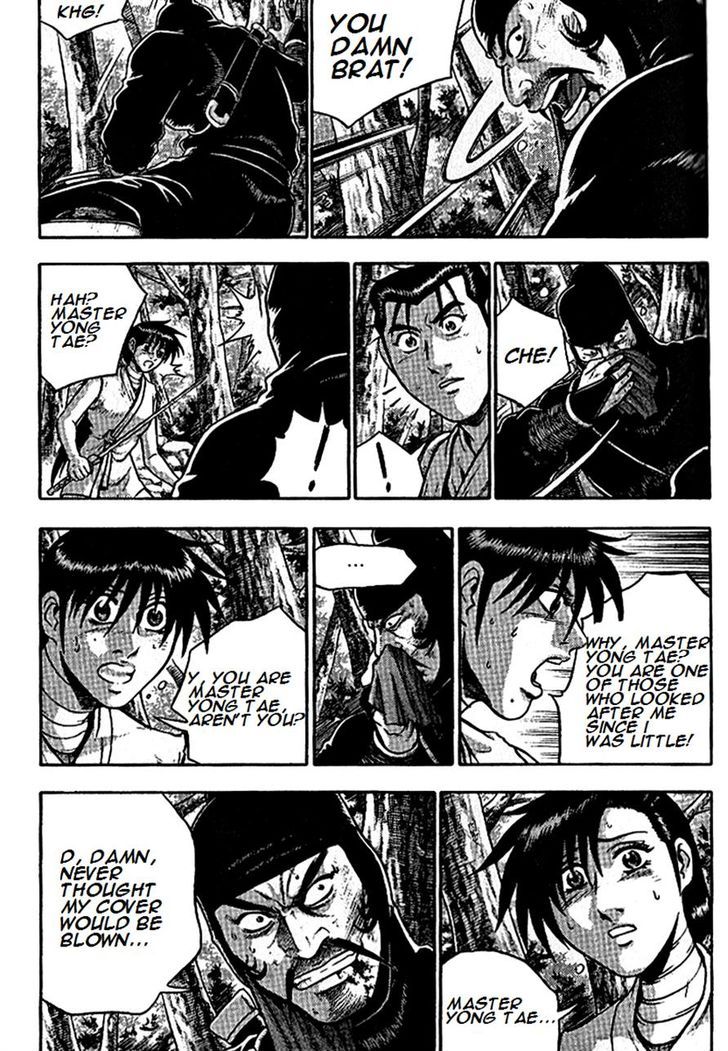 KHG!
YOU
DAMN
BRAT!
HAH?
MASTER
YONG
TAE?
!
!
CHE!
Y, YOU ARE
MASTER
YONG TAE,
AREN'T YOU?
...
WHY, MASTER
YONG TAE?
YOU ARE ONE
OF THOSE
WHO LOOKED
AFTER ME
SINCE I
WAS LITTLE!
D, DAMN,
NEVER
THOUGHT
MY COVER
WOULD BE
BLOWN...
MASTER
YONG TAE...